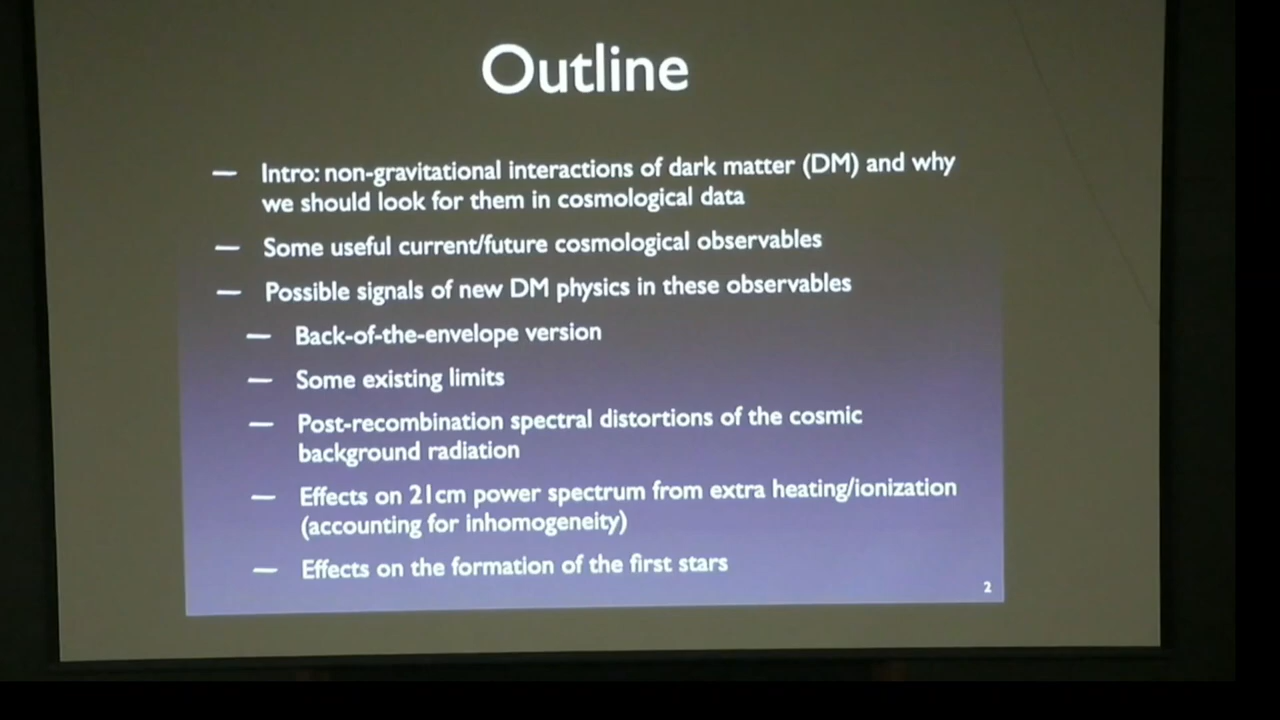 Outline
— Intro: non-gravitational interactions of dark matter (DM) and why
we should look for them in cosmological data
— Some useful current/future cosmological observables
— Possible signals of new DM physics in these observables
— Back-of-the-envelope version
— Some existing limits
— Post-recombination spectral distortions of the cosmic
background radiation
— Effects on 21cm power spectrum from extra heating/ionization
(accounting for inhomogeneity)
— Effects on the formation of the first stars
2